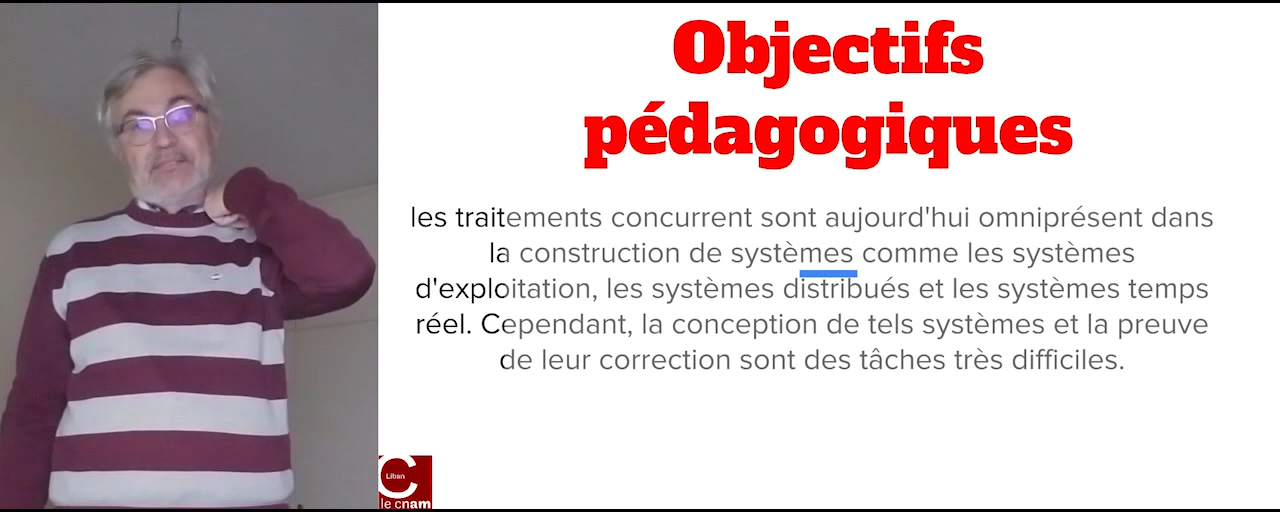 Objectifs
pédagogiques
les traitements concurrent sont aujourd'hui omniprésent dans
la construction de systèmes comme les systèmes
d'exploitation, les systèmes distribués et les systèmes temps
réel. Cependant, la conception de tels systèmes et la preuve
de leur correction sont des tâches très difficiles.
Liban
le cnam